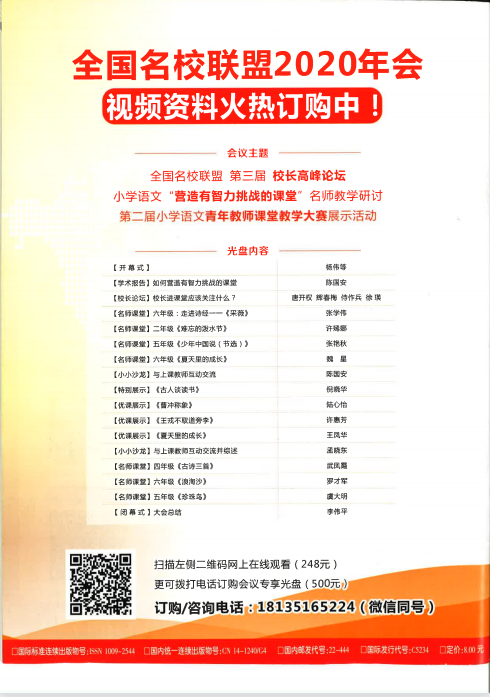 全国名校联盟2020年会
视频资料火热订购中！
会议主题
全国名校联盟 第三届 校长高峰论坛
小学语文“营造有智力挑战的课堂”名师教学研讨
第二届小学语文青年教师课堂教学大赛展示活动
光盘内容
【开幕式】 杨伟等
【学术报告】如何营造有智力挑战的课堂 陈国安
【校长论坛】校长进课堂应该关注什么？ 唐开权 辉春梅 侍作兵 徐瑛
【名师课堂】六年级：走进诗经——《采薇》 张学伟
【名师课堂】二年级《难忘的泼水节》 许嫣娜
【名师课堂】五年级《少年中国说（节选）》 张艳秋
【名师课堂】六年级《夏天里的成长》 魏 星
【小小沙龙】与上课教师互动交流 陈国安
【特别展示】《古人谈读书》 倪晓华
【优课展示】《曹冲称象》 陆心怡
【优课展示】《王戎不取道旁李》 许惠芳
【优课展示】《夏天里的成长》 王凤华
【小小沙龙】与上课教师互动交流并综述 孟晓东
【名师课堂】四年级《古诗三首》 武凤霞
【名师课堂】六年级《浪淘沙》 罗才军
【名师课堂】五年级《珍珠鸟》 虞大明
【闭幕式】大会总结 李伟平
扫描左侧二维码网上在线观看（248元）
更可拨打电话订购会议专享光盘（500元）
订购/咨询电话：18135165224（微信同号）
□国际标准连续出版物号：ISSN 1009-2544 □国内统一连续出版物号：CN 14-1240/G4 □国内邮发代号：22-444 □国际发行代号：C5234 □定价：8.00 元